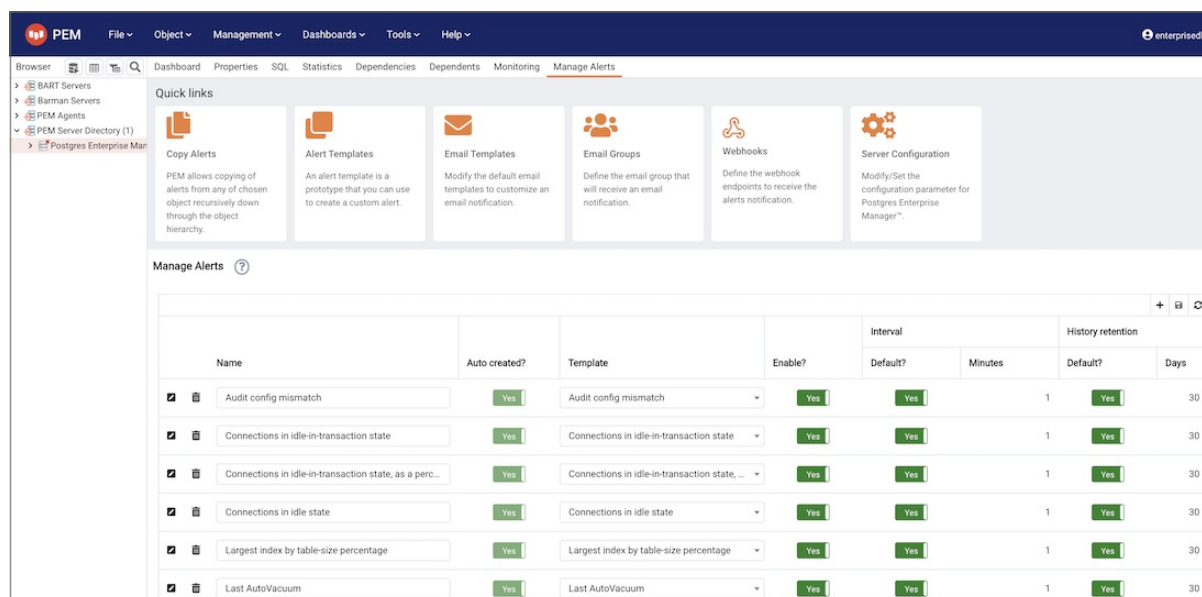 PEM File Object Management Dashboards Tools Help
Browser Dashboard Properties SQL Statistics Dependencies Dependents Monitoring Manage Alerts
BART Servers
Barman Servers
PEM Agents
PEM Server Directory (1)
Postgres Enterprise Man
Quick links
Copy Alerts
PEM allows copying of
alerts from any of chosen
object recursively down
through the object
hierarchy.
Alert Templates
An alert template is a
prototype that you can use
to create a custom alert.
Email Templates
Modify the default email
templates to customize an
email notification.
Email Groups
Define the email group that
will receive an email
notification.
Webhooks
Define the webhook
endpoints to receive the
alerts notification.
Server Configuration
Modify/Set the
configuration parameter for
Postgres Enterprise
Manager™.
Manage Alerts ?
Interval History retention
Name Auto created? Template Enable? Default? Minutes Default? Days
Audit config mismatch Yes Audit config mismatch Yes Yes 1 Yes 30
Connections in idle-in-transaction state Yes Connections in idle-in-transaction state Yes Yes 1 Yes 30
Connections in idle-in-transaction state, as a perc... Yes Connections in idle-in-transaction state, ... Yes Yes 1 Yes 30
Connections in idle state Yes Connections in idle state Yes Yes 1 Yes 30
Largest index by table-size percentage Yes Largest index by table-size percentage Yes Yes 1 Yes 30
Last AutoVacuum Yes Last AutoVacuum Yes Yes 1 Yes 30